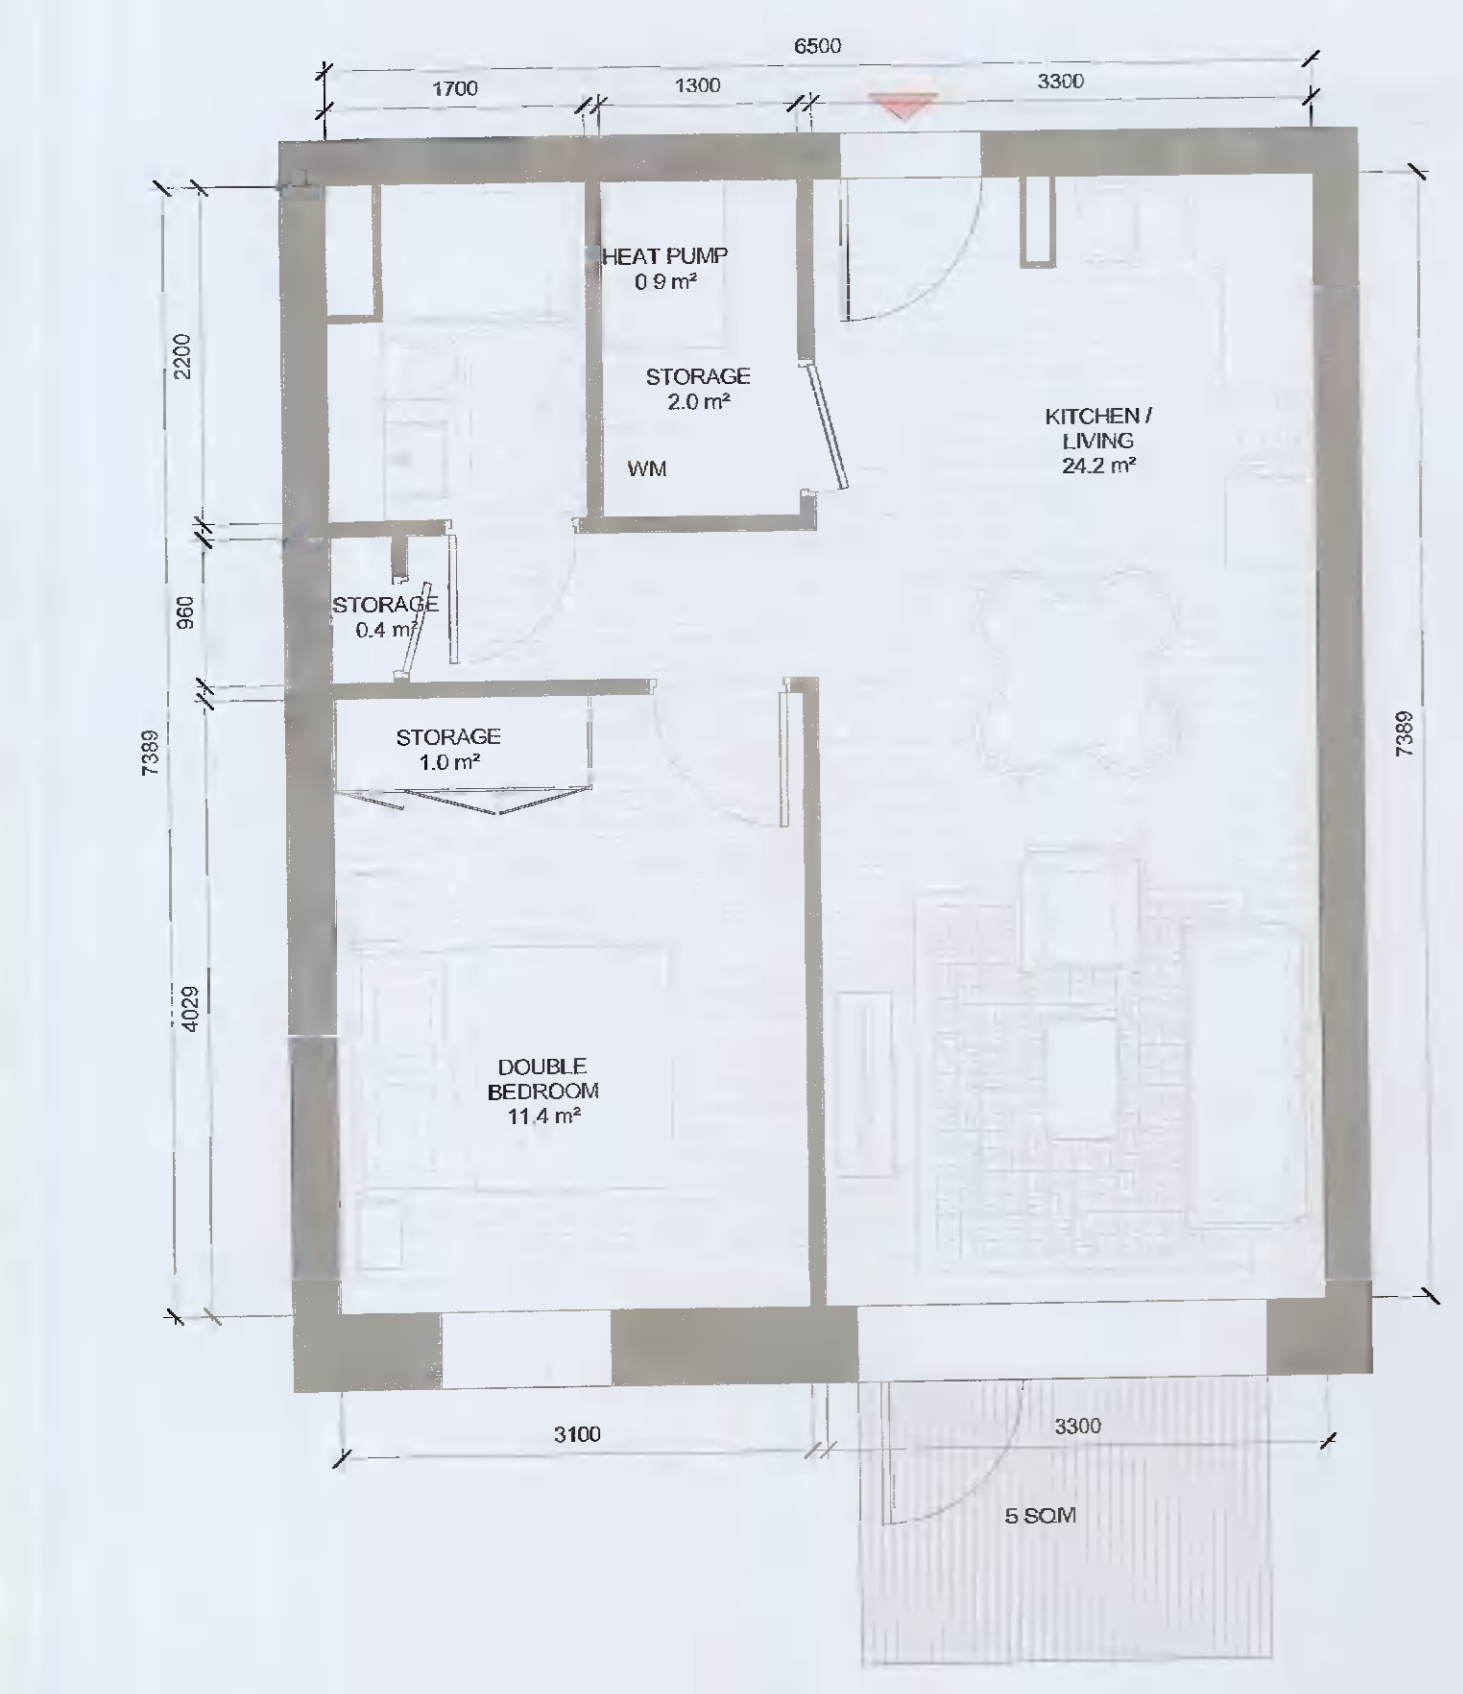 6500
1700
1300
3300
HEAT PUMP
0 9 m²
2200
STORAGE
2.0 m²
KITCHEN /
LIVING
24.2 m²
WM
960
STORAGE
0.4 m²
7389
STORAGE
1.0 m²
7389
4029
DOUBLE
BEDROOM
11.4 m²
3100
3300
5 SQM